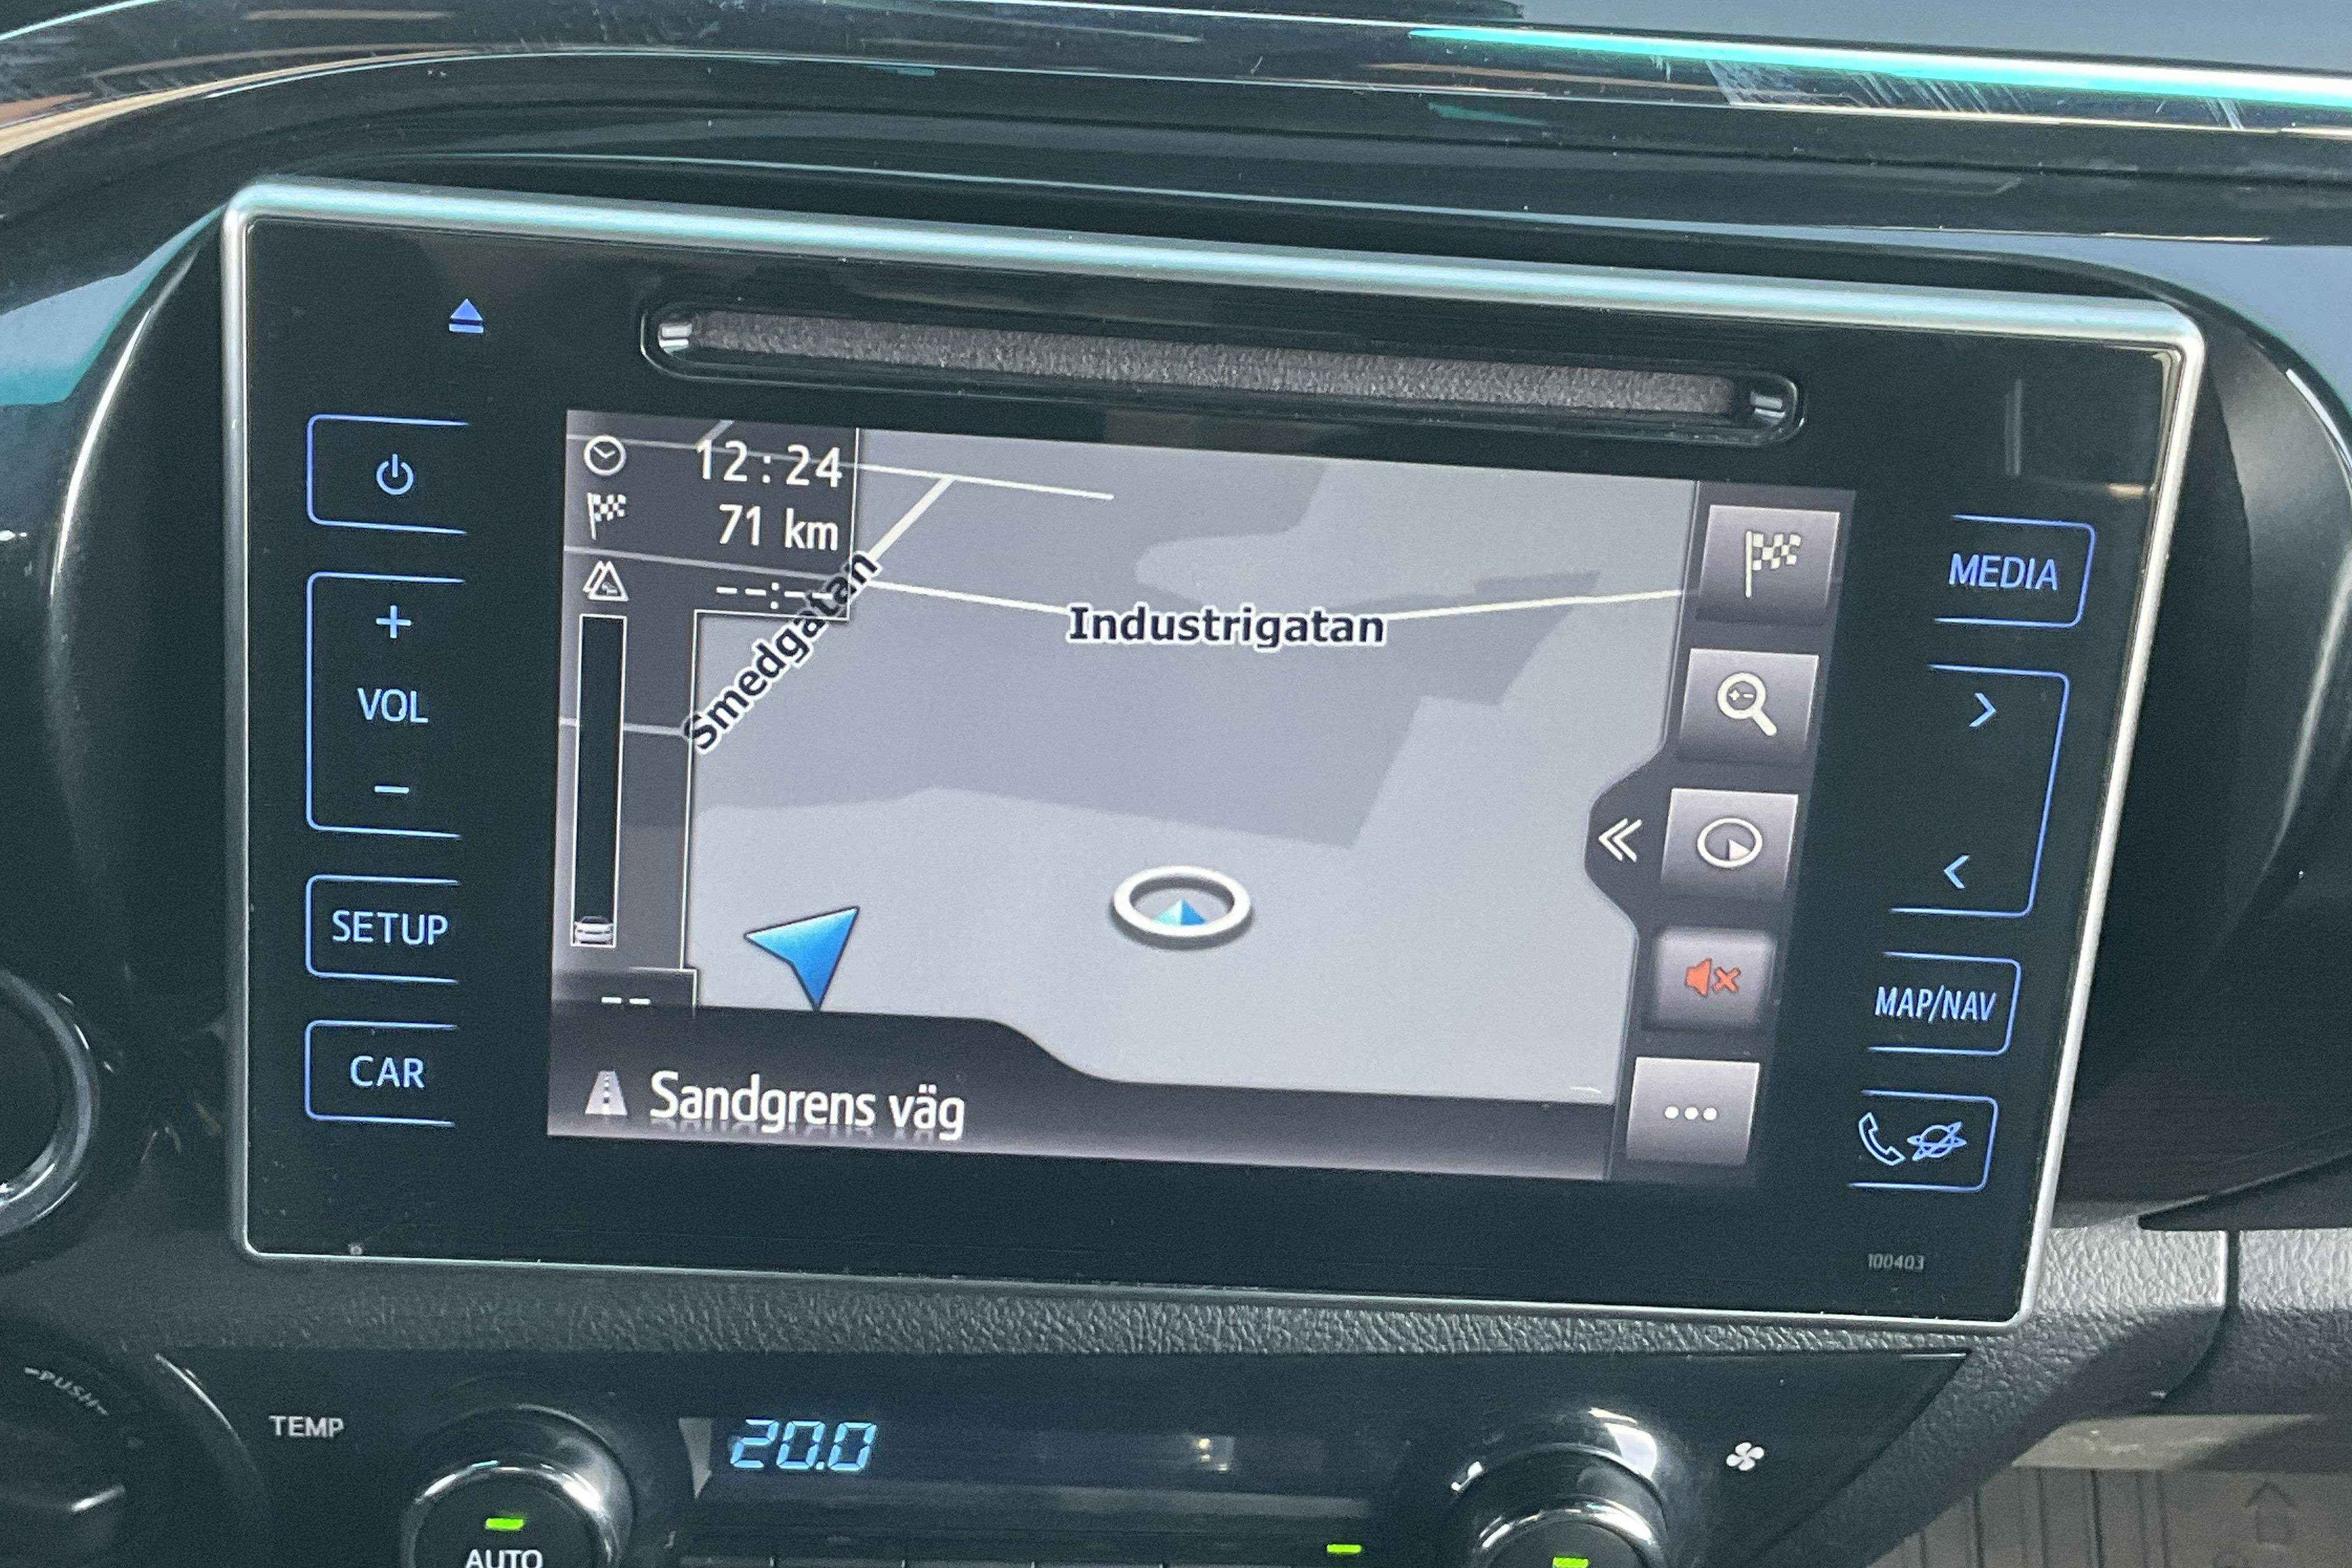 12:24
71 km
--:--
Smedgatan
Industrigatan
--
Sandgrens väg
VOL
SETUP
CAR
MEDIA
MAP/NAV
100403
-PUSH-
TEMP
20.0
AUTO